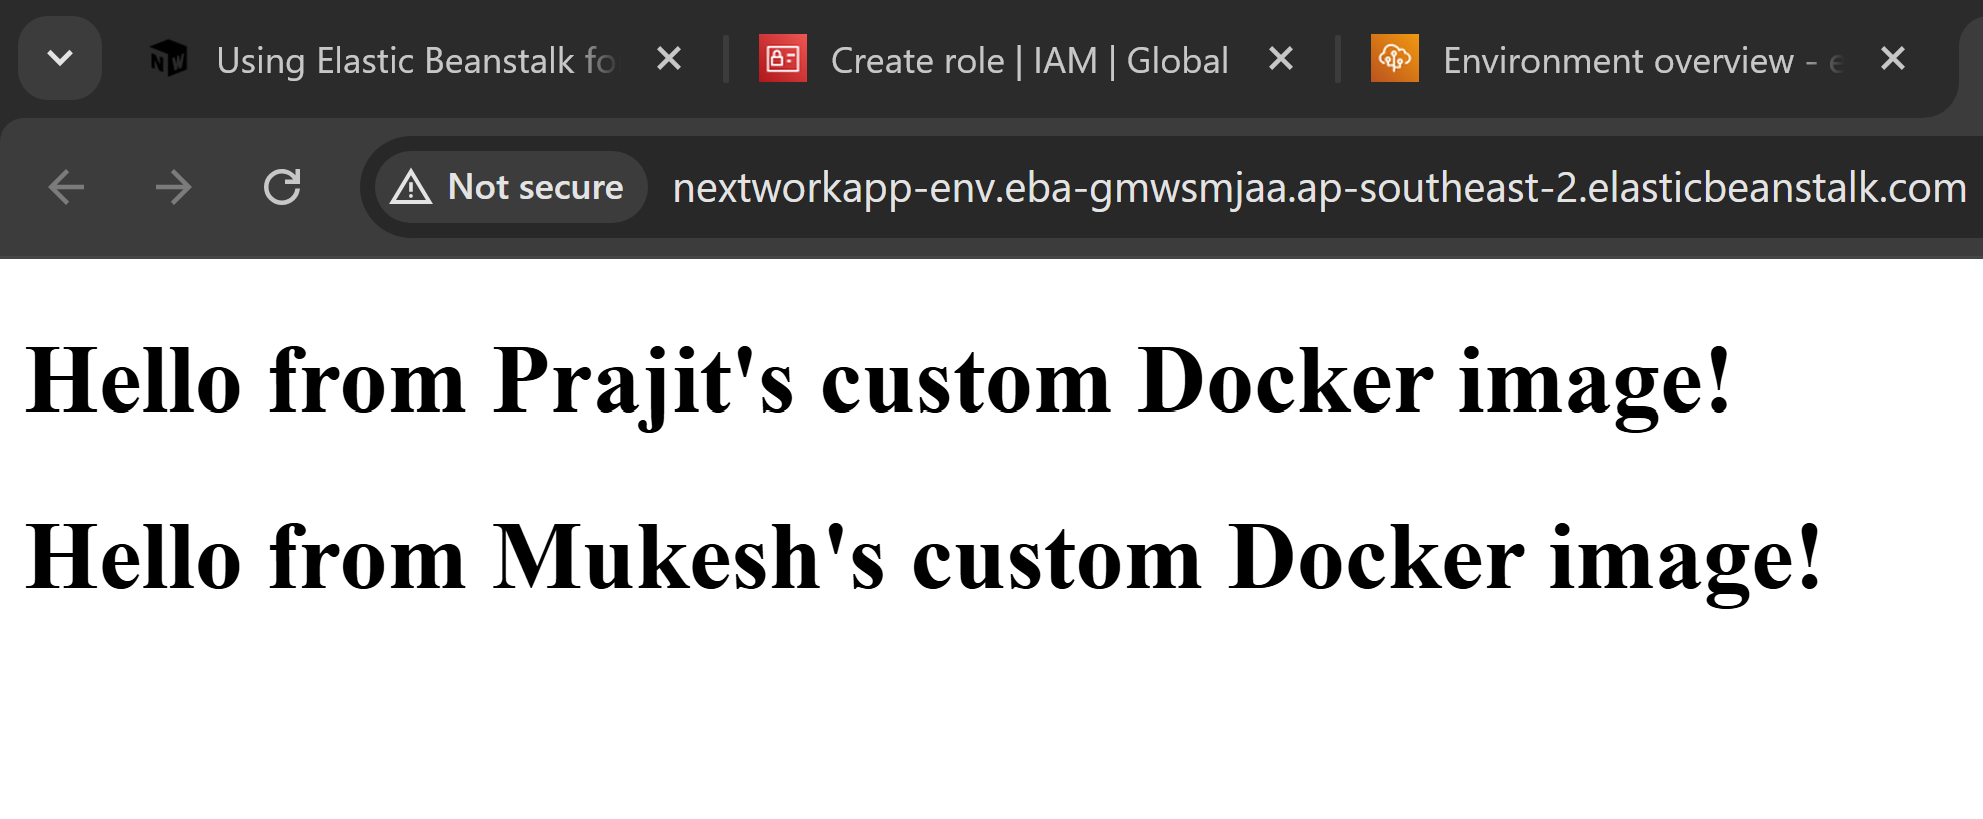 Using Elastic Beanstalk fo
Create role | IAM | Global
Environment overview - e
Not secure
nextworkapp-env.eba-gmwsmjaa.ap-southeast-2.elasticbeanstalk.com
Hello from Prajit's custom Docker image!
Hello from Mukesh's custom Docker image!